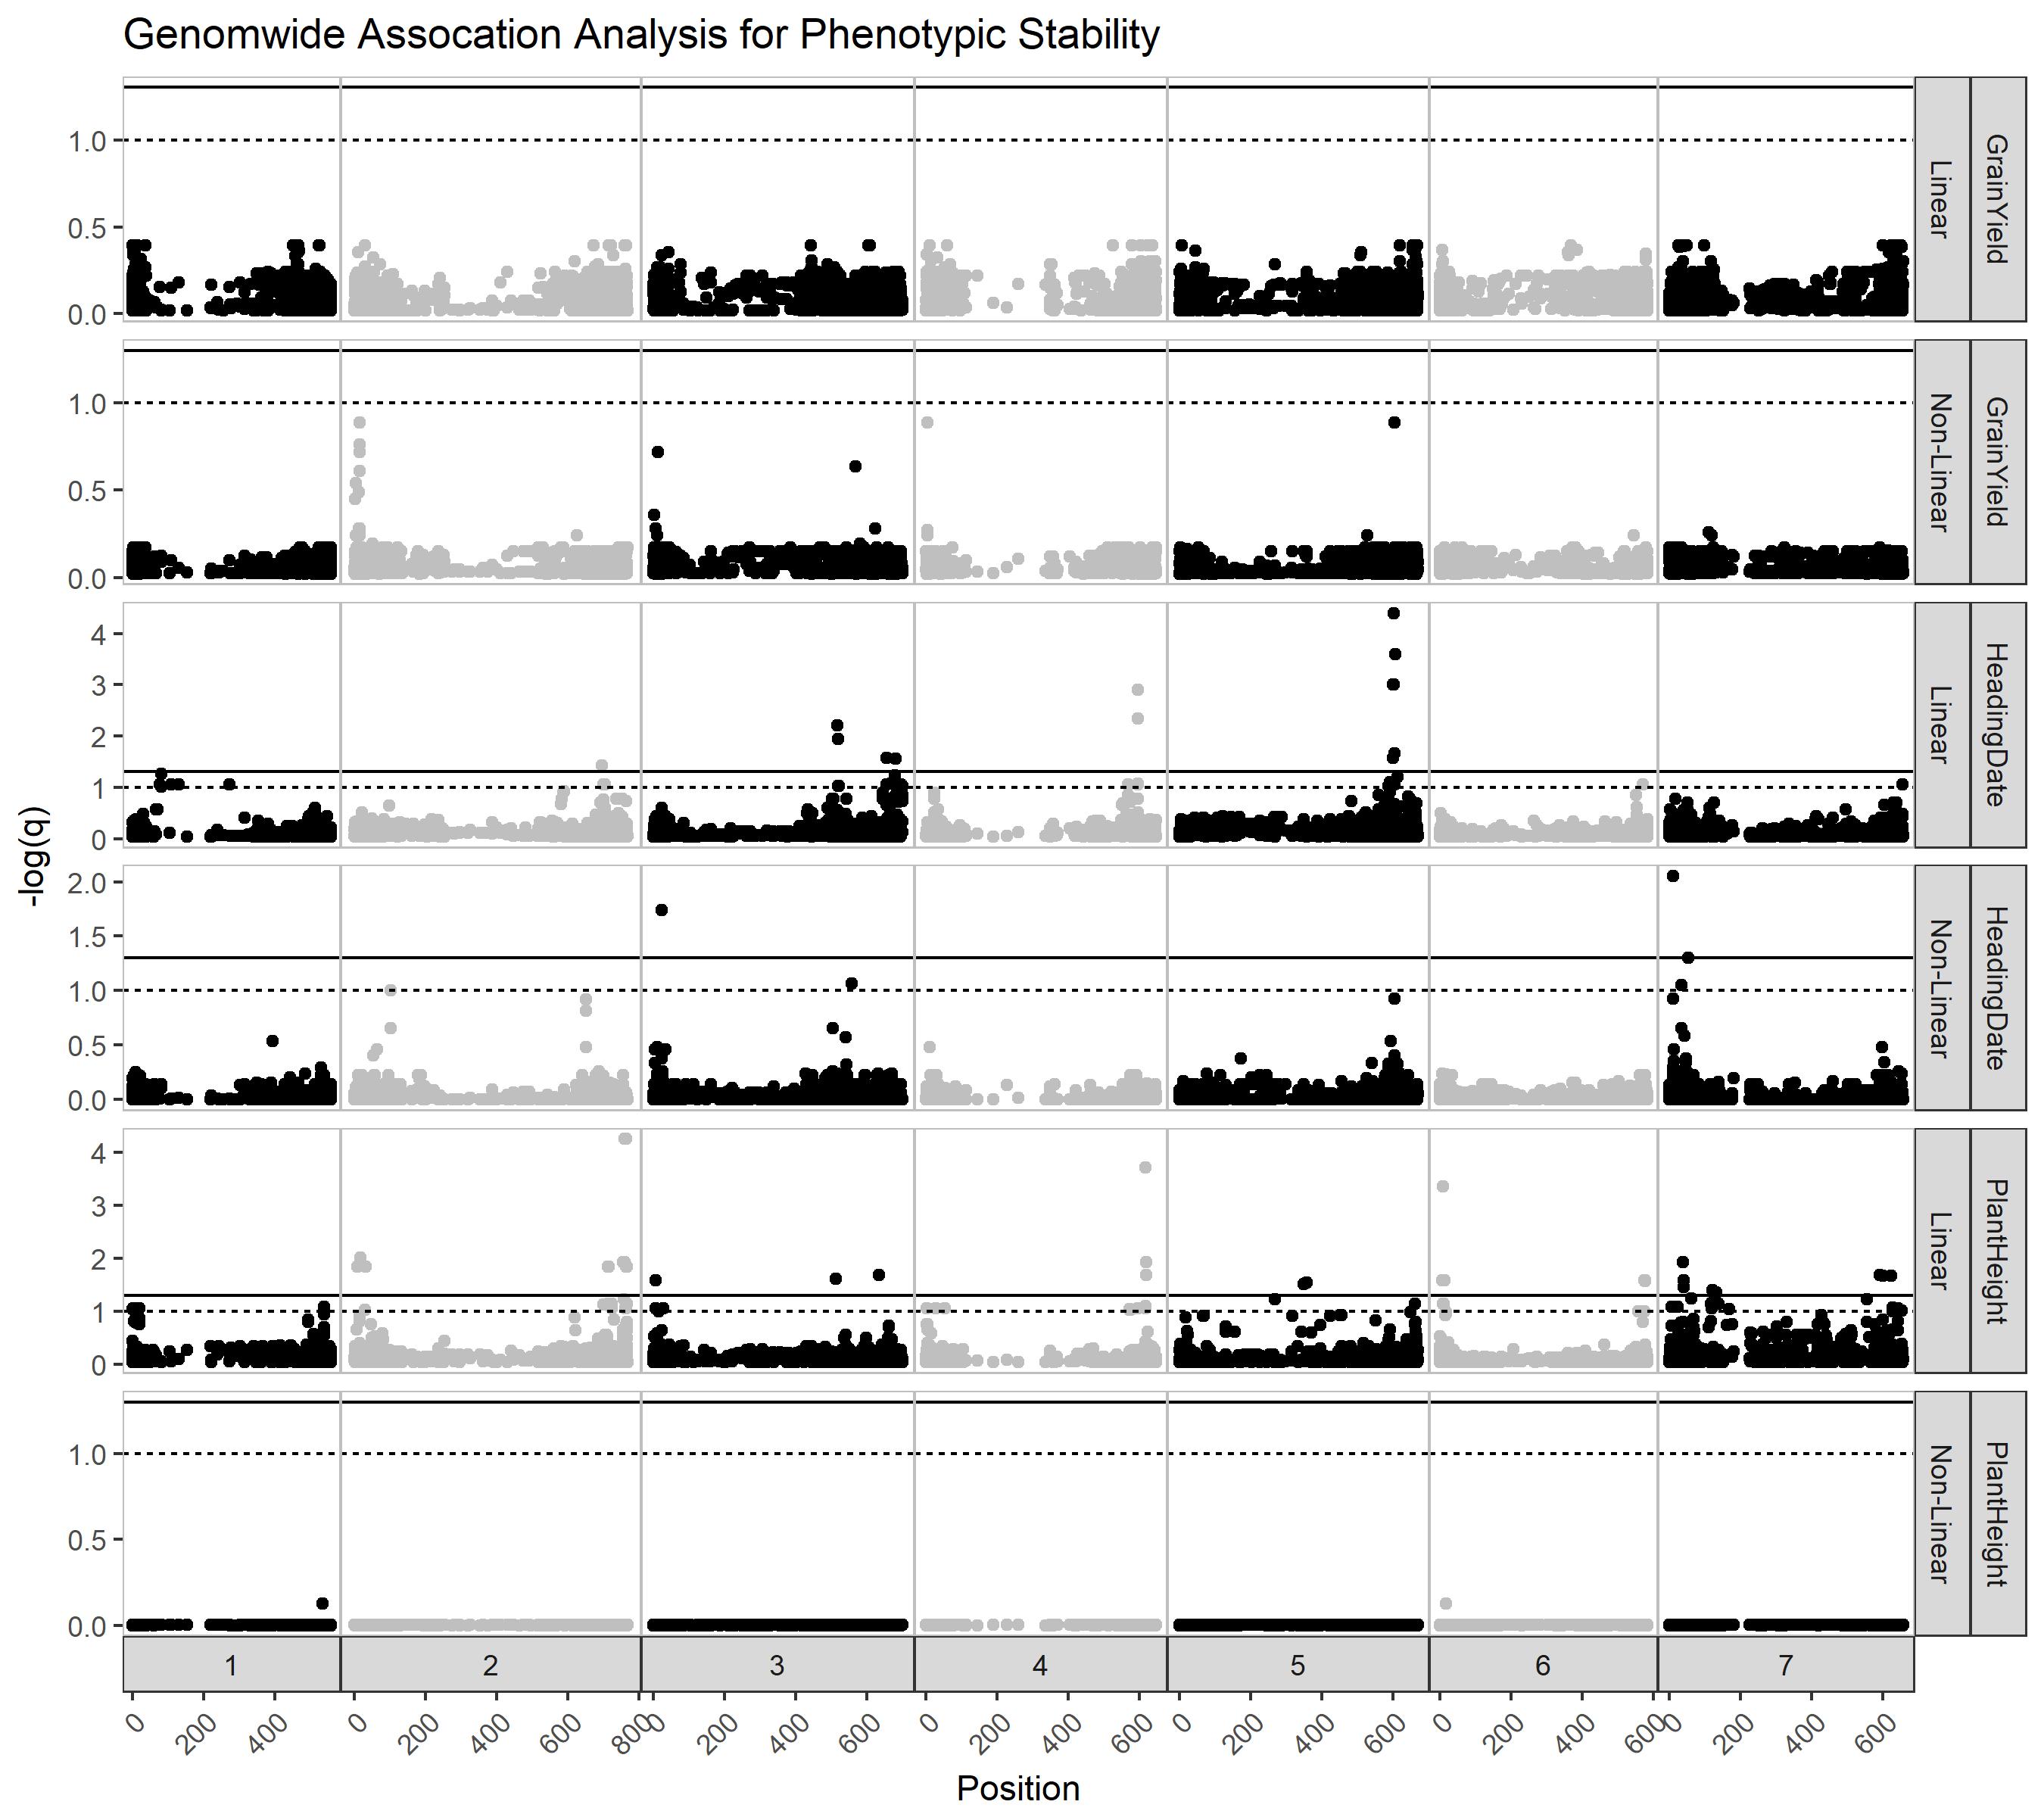 Genomwide Assocation Analysis for Phenotypic Stability
-log(q)
1.0
0.5
0.0
Linear
GrainYield
1.0
0.5
0.0
Non-Linear
GrainYield
4
3
2
1
0
Linear
HeadingDate
2.0
1.5
1.0
0.5
0.0
Non-Linear
HeadingDate
4
3
2
1
0
Linear
PlantHeight
1.0
0.5
0.0
Non-Linear
PlantHeight
1 2 3 4 5 6 7
0 200 400 0 200 400 600 800 0 200 400 600 0 200 400 600 0 200 400 600 0 200 400 600 0 200 400 600
Position